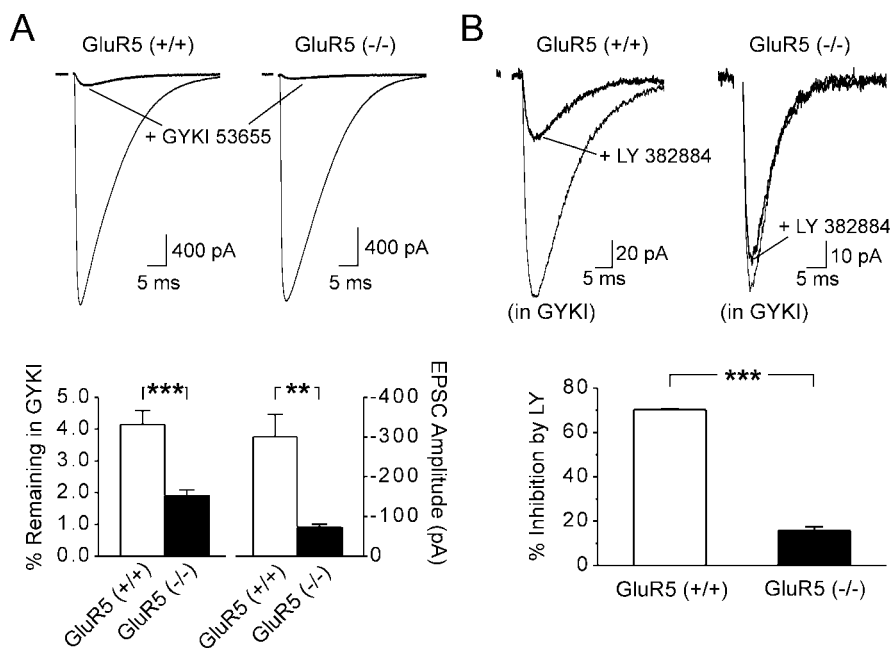 A
GluR5 (+/+)
GluR5 (-/-)
+ GYKI 53655
400 pA
5 ms
400 pA
5 ms
B
GluR5 (+/+)
GluR5 (-/-)
+ LY 382884
+ LY 382884
20 pA
5 ms
10 pA
5 ms
(in GYKI)
(in GYKI)
% Remaining in GYKI
5.0
4.0
3.0
2.0
1.0
0.0
***
**
-400
-300
-200
-100
0
EPSC Amplitude (pA)
GluR5 (+/+)
GluR5 (-/-)
GluR5 (+/+)
GluR5 (-/-)
% Inhibition by LY
80
60
40
20
0
***
GluR5 (+/+)
GluR5 (-/-)